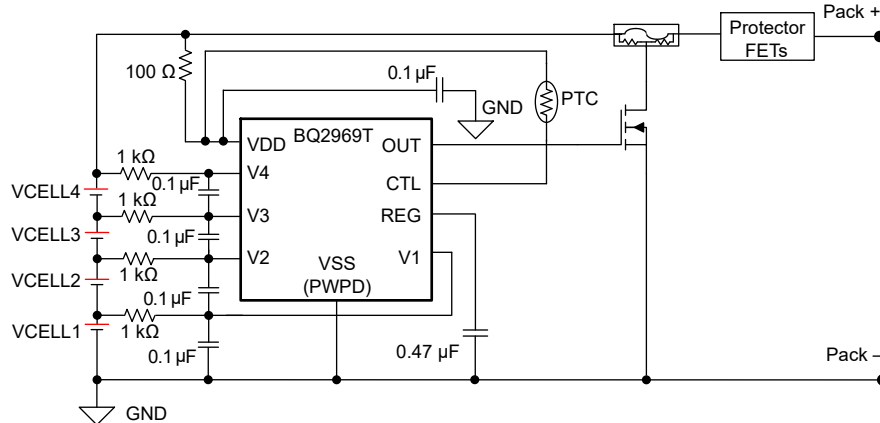 Pack +
Protector
FETs
100 Ω
0.1 µF
GND
PTC
VDD
BQ2969T
OUT
1 kΩ
V4
0.1 µF
CTL
VCELL4
1 kΩ
V3
REG
VCELL3
0.1 µF
V2
VSS
(PWPD)
V1
VCELL2
1 kΩ
0.1 µF
VCELL1
1 kΩ
0.1 µF
0.47 µF
Pack –
GND